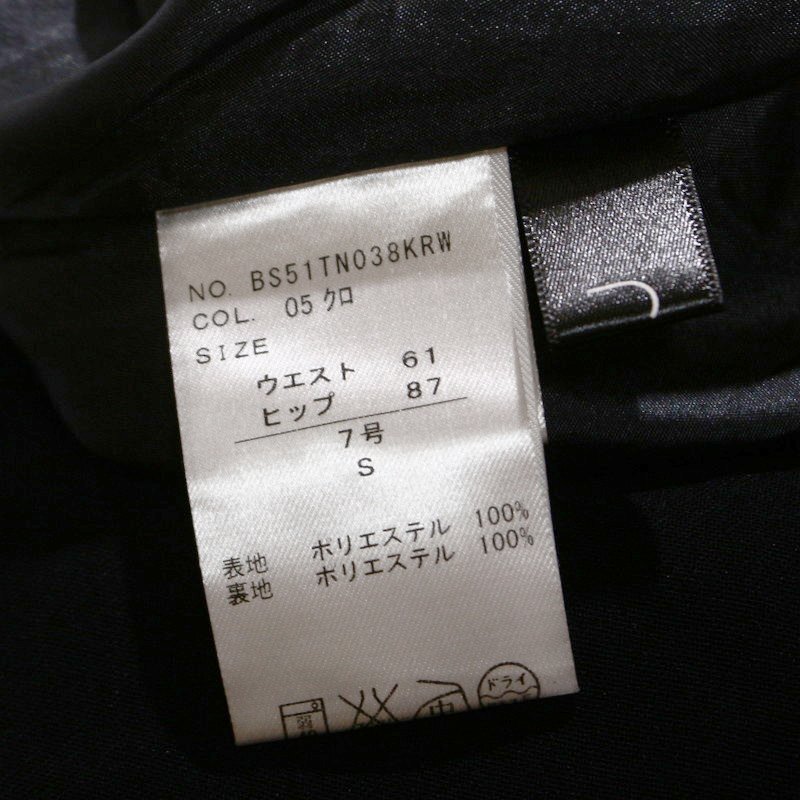 NO. BS51TN038KRW
COL. 05 クロ
SIZE
ウエスト 61
ヒップ 87
7号
S
表地 ポリエステル 100%
裏地 ポリエステル 100%
弱 中 ドライ